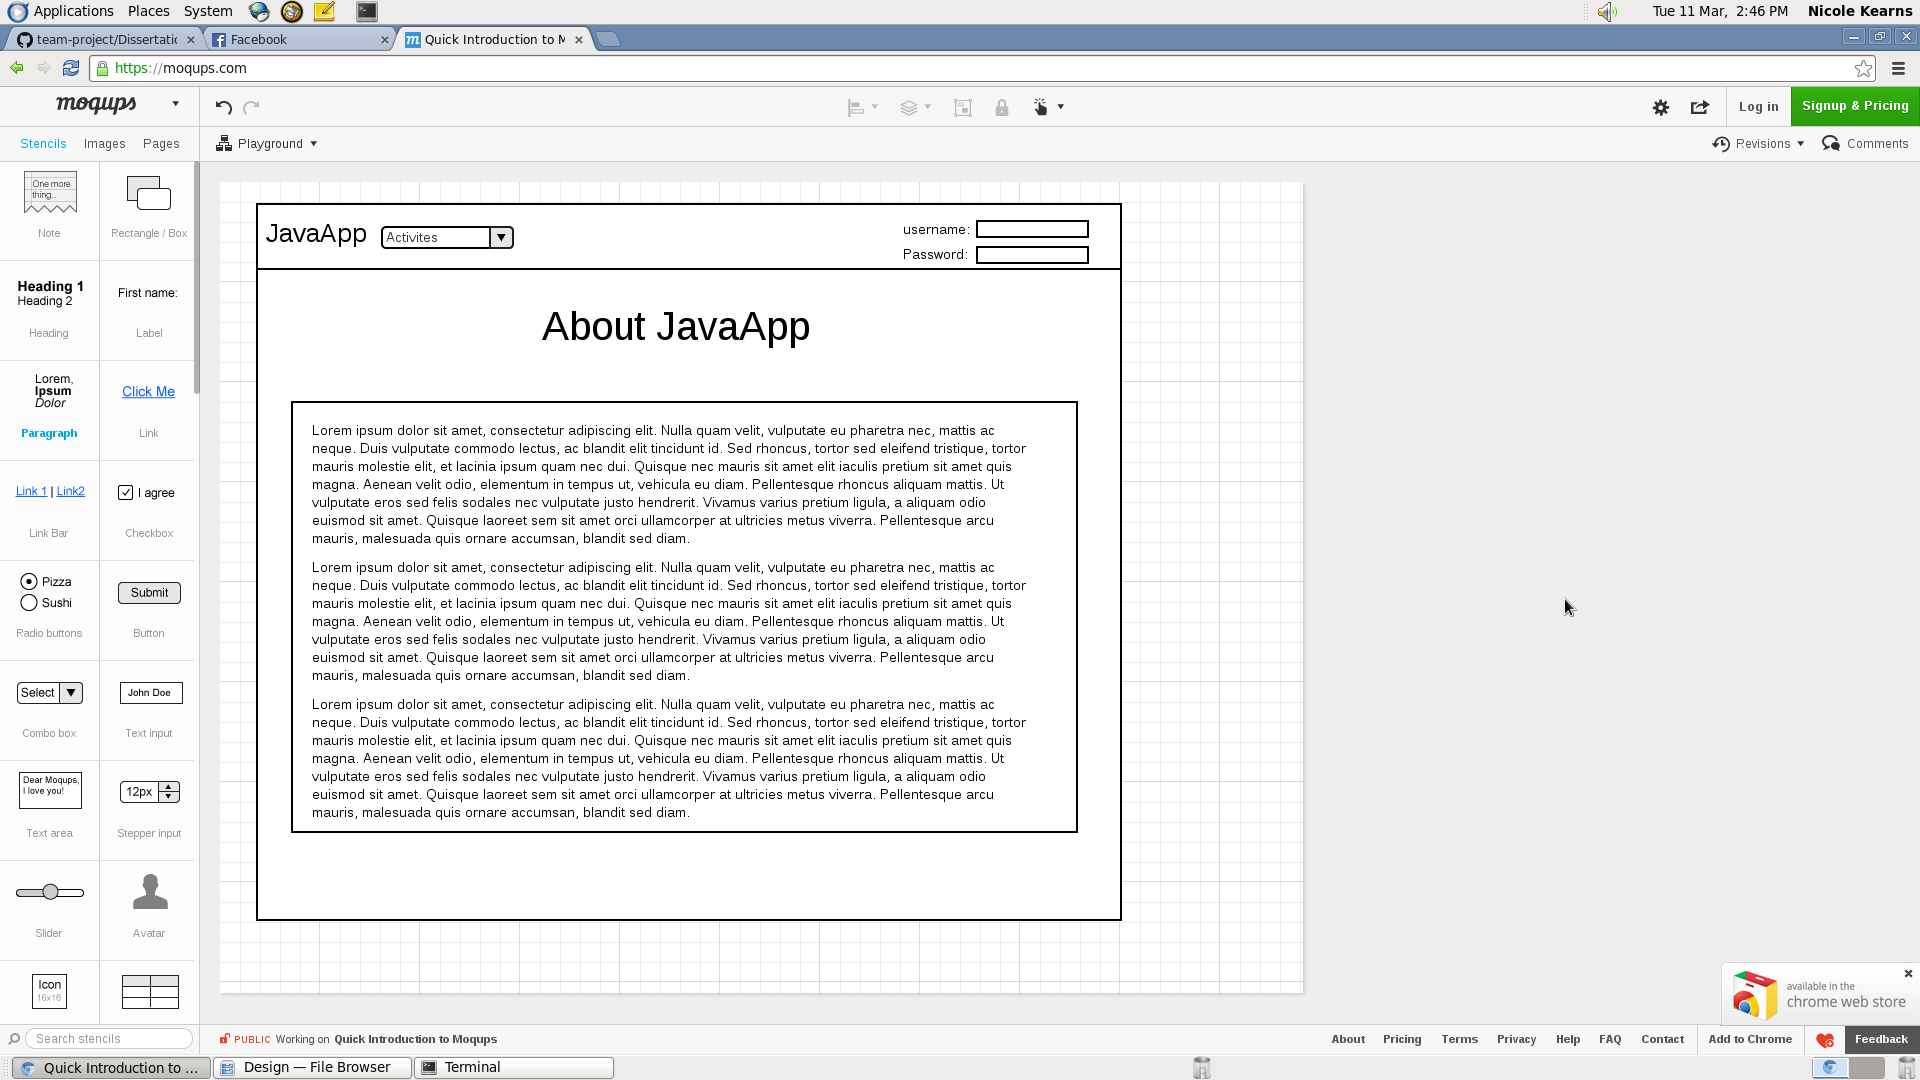 Applications Places System
Tue 11 Mar, 2:46 PM Nicole Kearns
team-project/Dissertatic
Facebook
Quick Introduction to M
https://moqups.com
moqups
Log in
Signup & Pricing
Stencils Images Pages
Playground
Revisions
Comments
One more
thing..
Note
Rectangle / Box
Heading 1
Heading 2
Heading
First name:
Label
Lorem,
Ipsum
Dolor
Paragraph
Click Me
Link
Link 1 | Link2
Link Bar
I agree
Checkbox
Pizza
Sushi
Radio buttons
Submit
Button
Select
Combo box
John Doe
Text input
Dear Moqups,
I love you!
Text area
12px
Stepper input
Slider
Avatar
Icon
16x16
Search stencils
JavaApp
Activites
username:
Password:
About JavaApp
Lorem ipsum dolor sit amet, consectetur adipiscing elit. Nulla quam velit, vulputate eu pharetra nec, mattis ac
neque. Duis vulputate commodo lectus, ac blandit elit tincidunt id. Sed rhoncus, tortor sed eleifend tristique, tortor
mauris molestie elit, et lacinia ipsum quam nec dui. Quisque nec mauris sit amet elit iaculis pretium sit amet quis
magna. Aenean velit odio, elementum in tempus ut, vehicula eu diam. Pellentesque rhoncus aliquam mattis. Ut
vulputate eros sed felis sodales nec vulputate justo hendrerit. Vivamus varius pretium ligula, a aliquam odio
euismod sit amet. Quisque laoreet sem sit amet orci ullamcorper at ultricies metus viverra. Pellentesque arcu
mauris, malesuada quis ornare accumsan, blandit sed diam.
Lorem ipsum dolor sit amet, consectetur adipiscing elit. Nulla quam velit, vulputate eu pharetra nec, mattis ac
neque. Duis vulputate commodo lectus, ac blandit elit tincidunt id. Sed rhoncus, tortor sed eleifend tristique, tortor
mauris molestie elit, et lacinia ipsum quam nec dui. Quisque nec mauris sit amet elit iaculis pretium sit amet quis
magna. Aenean velit odio, elementum in tempus ut, vehicula eu diam. Pellentesque rhoncus aliquam mattis. Ut
vulputate eros sed felis sodales nec vulputate justo hendrerit. Vivamus varius pretium ligula, a aliquam odio
euismod sit amet. Quisque laoreet sem sit amet orci ullamcorper at ultricies metus viverra. Pellentesque arcu
mauris, malesuada quis ornare accumsan, blandit sed diam.
Lorem ipsum dolor sit amet, consectetur adipiscing elit. Nulla quam velit, vulputate eu pharetra nec, mattis ac
neque. Duis vulputate commodo lectus, ac blandit elit tincidunt id. Sed rhoncus, tortor sed eleifend tristique, tortor
mauris molestie elit, et lacinia ipsum quam nec dui. Quisque nec mauris sit amet elit iaculis pretium sit amet quis
magna. Aenean velit odio, elementum in tempus ut, vehicula eu diam. Pellentesque rhoncus aliquam mattis. Ut
vulputate eros sed felis sodales nec vulputate justo hendrerit. Vivamus varius pretium ligula, a aliquam odio
euismod sit amet. Quisque laoreet sem sit amet orci ullamcorper at ultricies metus viverra. Pellentesque arcu
mauris, malesuada quis ornare accumsan, blandit sed diam.
available in the
chrome web store
PUBLIC Working on Quick Introduction to Moqups
About Pricing Terms Privacy Help FAQ Contact Add to Chrome Feedback
Quick Introduction to ...
Design — File Browser
Terminal